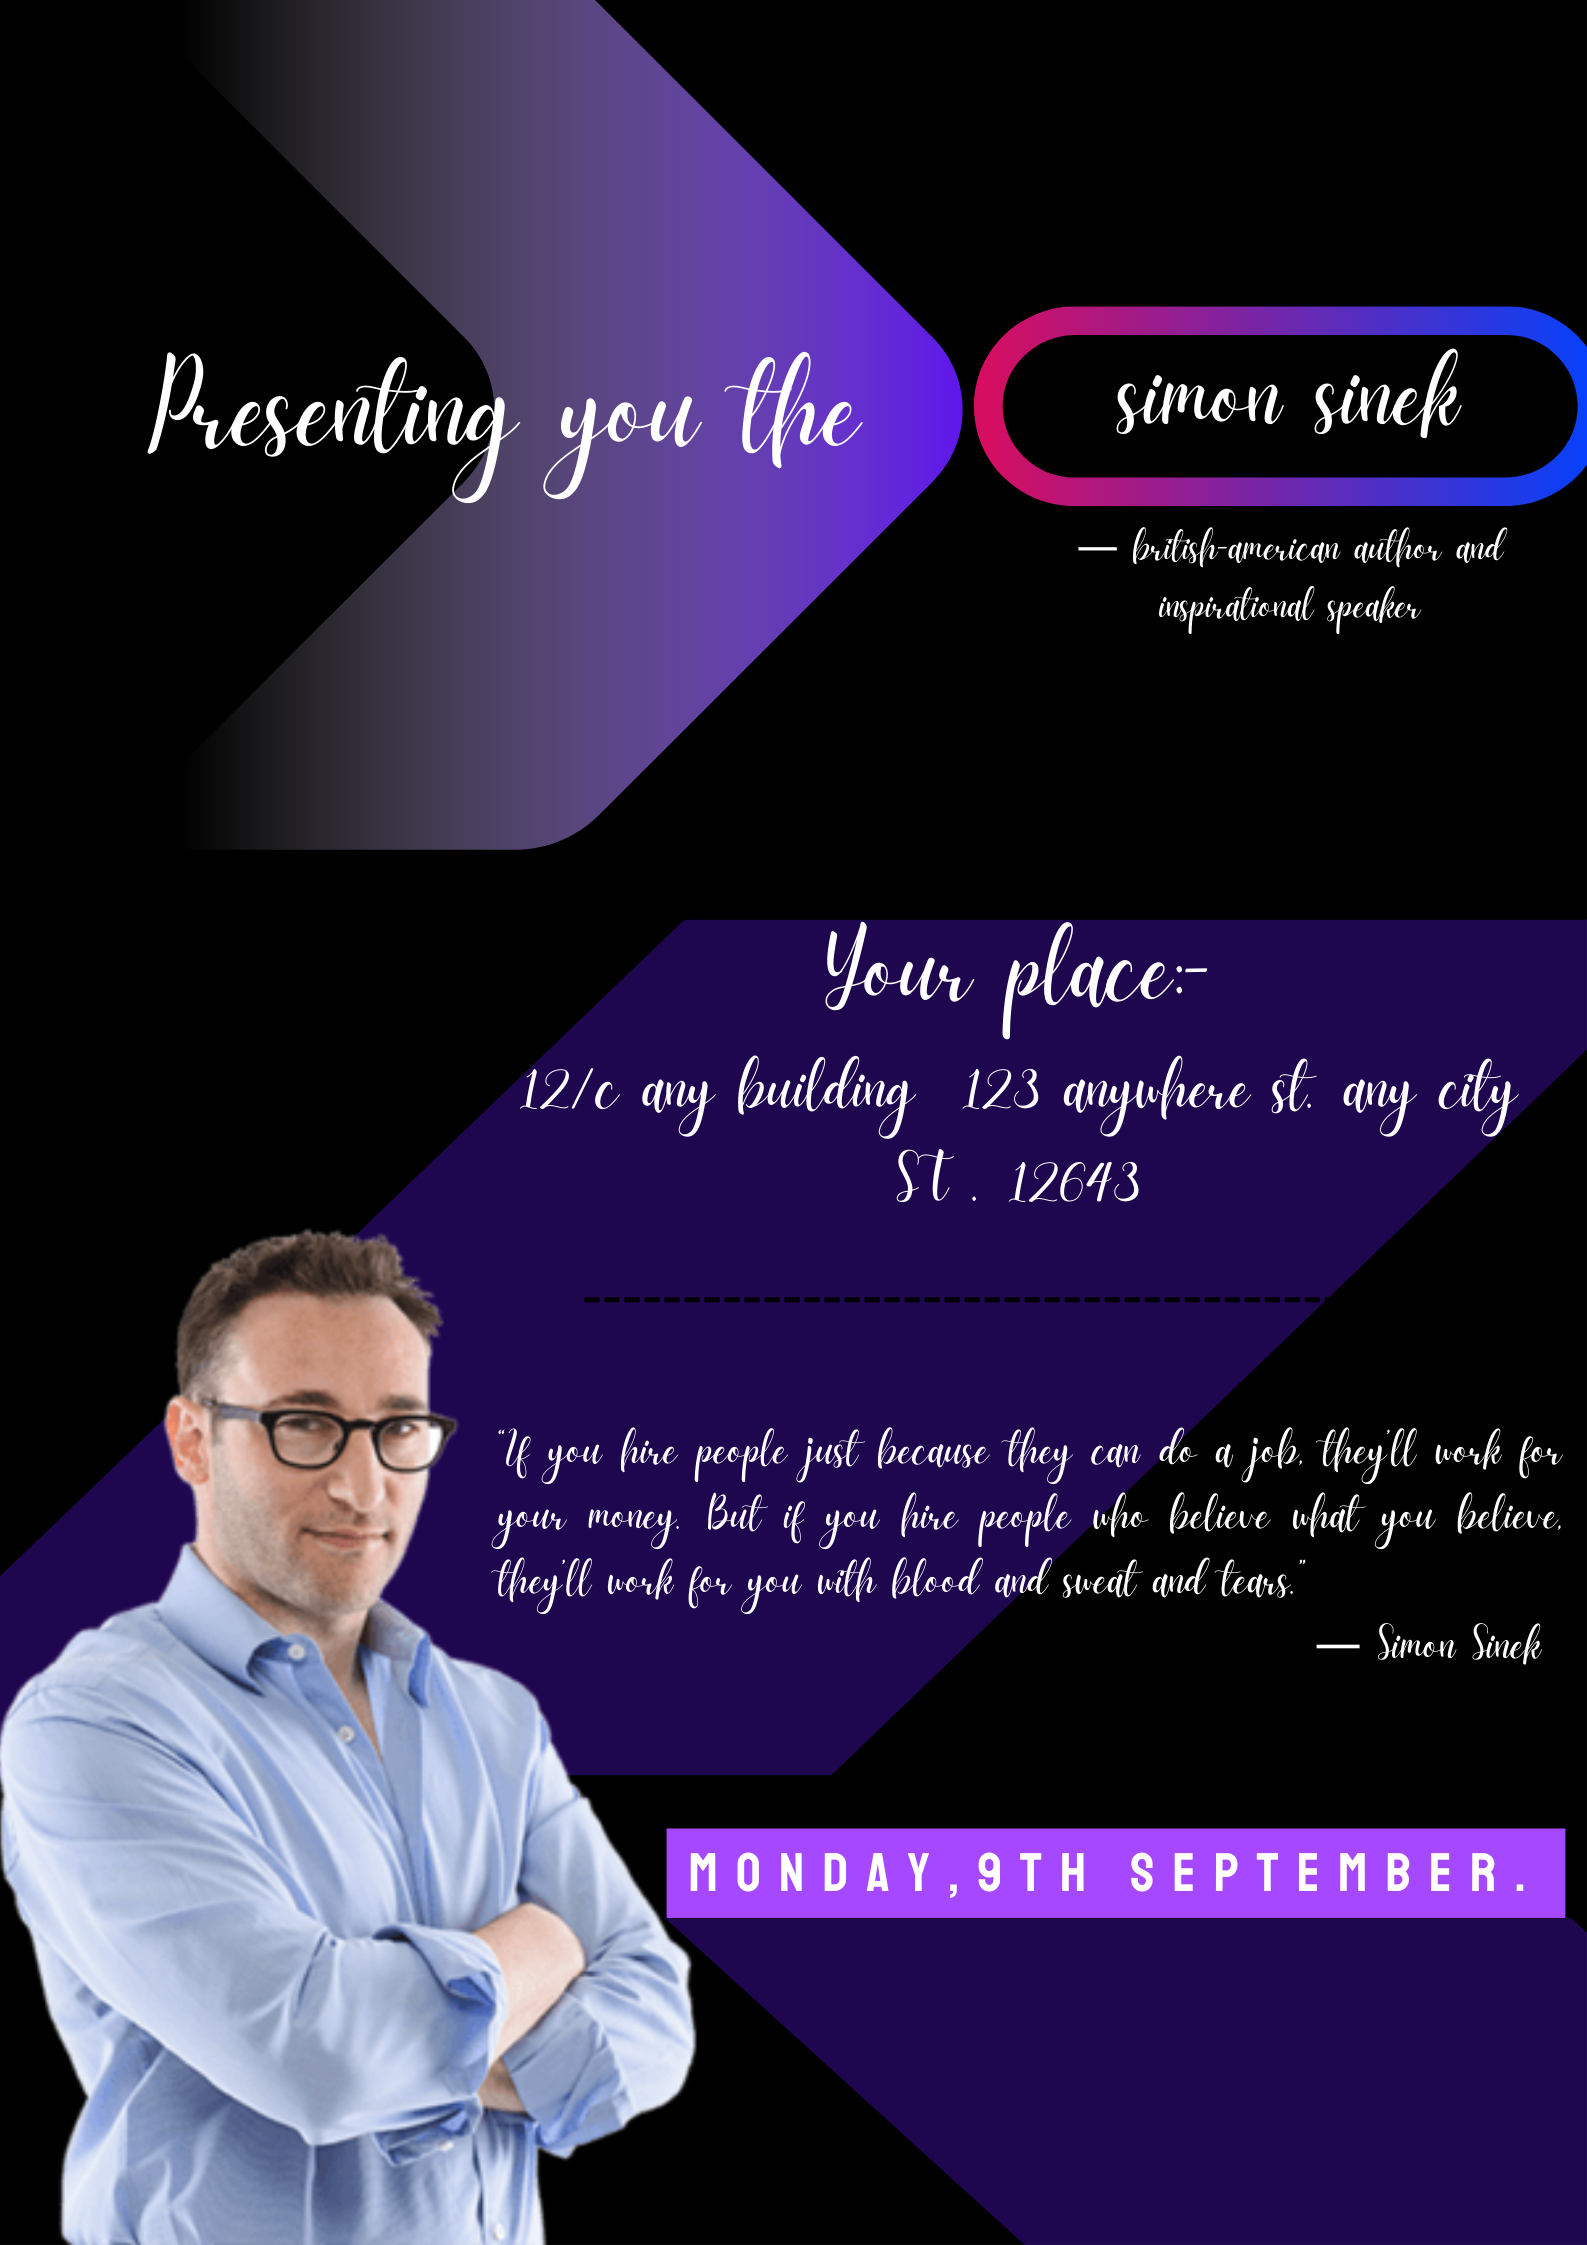 Presenting you the
simon sinek
— british-american author and
inspirational speaker
Your place:-
12/c any building 123 anywhere st. any city
ST . 12643
“If you hire people just because they can do a job, they’ll work for
your money. But if you hire people who believe what you believe,
they’ll work for you with blood and sweat and tears.”
— Simon Sinek
MONDAY,9TH SEPTEMBER.